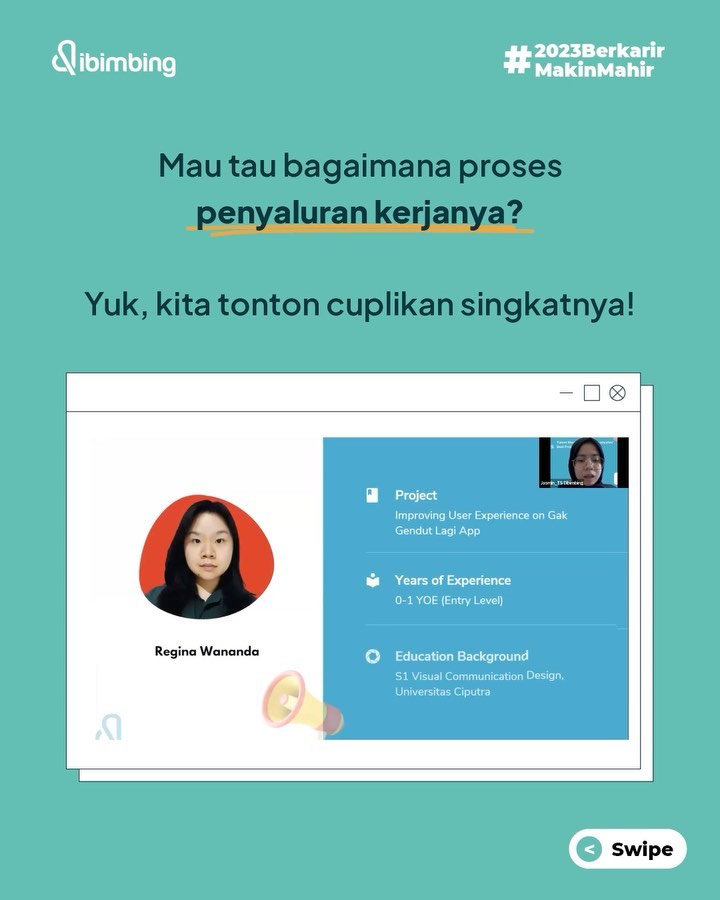 dibimbing
#2023Berkarir
MakinMahir
Mau tau bagaimana proses
penyaluran kerjanya?
Yuk, kita tonton cuplikan singkatnya!
Project
Improving User Experience on Gak
Gendut Lagi App
Years of Experience
0-1 YOE (Entry Level)
Regina Wananda
Education Background
S1 Visual Communication Design,
Universitas Ciputra
< Swipe